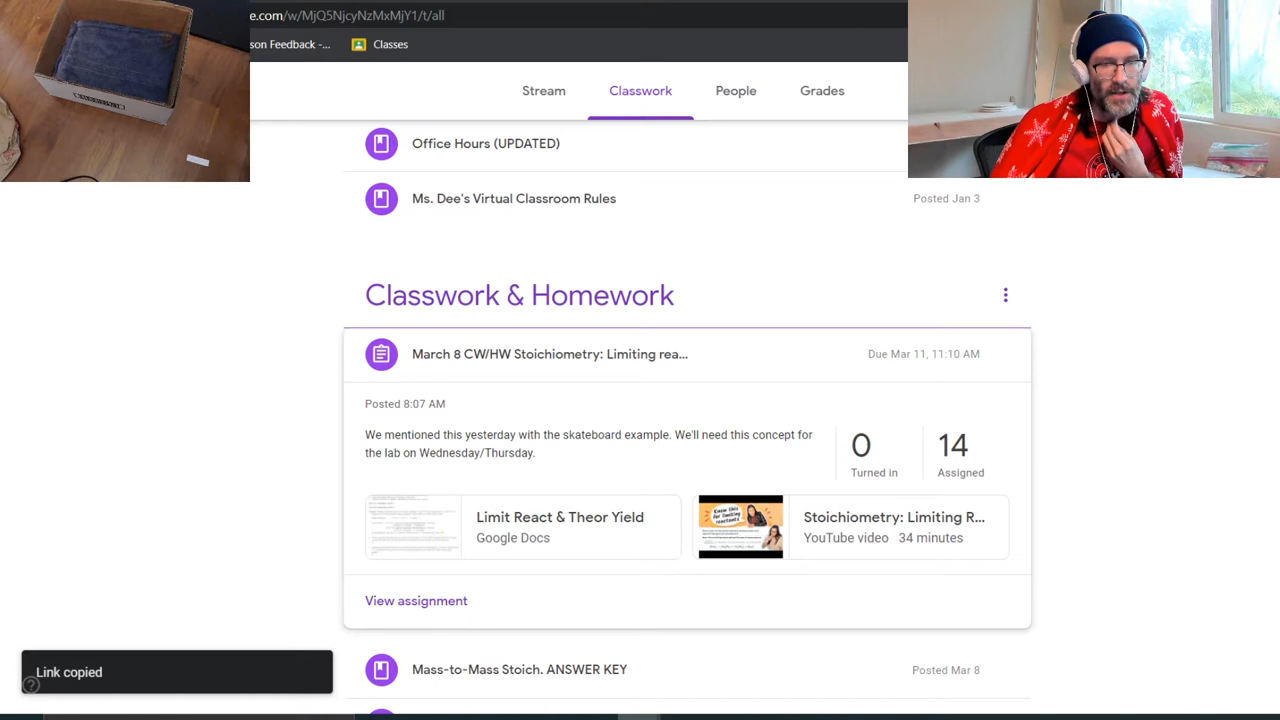 e.com/w/MjQ5NjcyNzMxMjY1/t/all
son Feedback -...
Classes
Stream
Classwork
People
Grades
Office Hours (UPDATED)
Ms. Dee's Virtual Classroom Rules
Posted Jan 3
Classwork & Homework
March 8 CW/HW Stoichiometry: Limiting rea...
Due Mar 11, 11:10 AM
Posted 8:07 AM
We mentioned this yesterday with the skateboard example. We'll need this concept for
the lab on Wednesday/Thursday.
0
Turned in
14
Assigned
Limit React & Theor Yield
Google Docs
Stoichiometry: Limiting R...
YouTube video 34 minutes
View assignment
Link copied
Mass-to-Mass Stoich. ANSWER KEY
Posted Mar 8